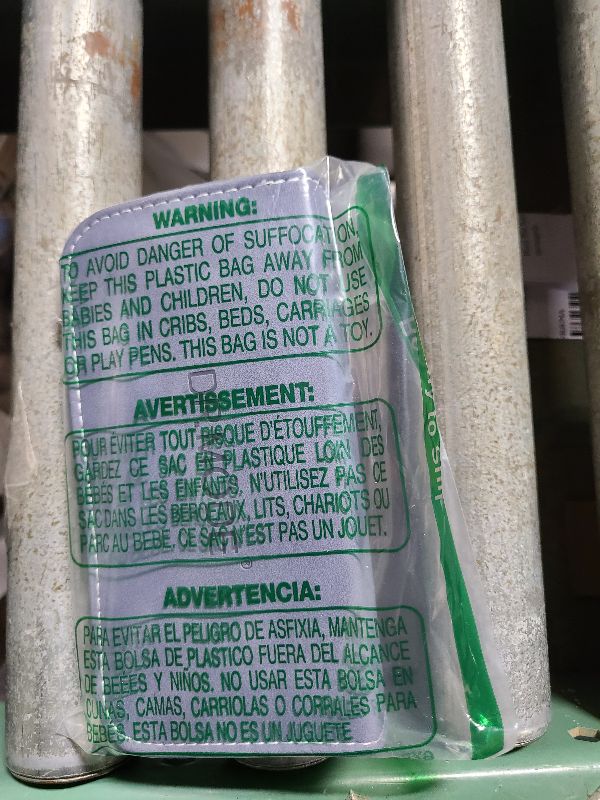 WARNING:
TO AVOID DANGER OF SUFFOCATION,
KEEP THIS PLASTIC BAG AWAY FROM
BABIES AND CHILDREN, DO NOT USE
THIS BAG IN CRIBS, BEDS, CARRIAGES
OR PLAY PENS. THIS BAG IS NOT A TOY.
AVERTISSEMENT:
POUR ÉVITER TOUT RISQUE D'ÉTOUFFEMENT,
GARDEZ CE SAC EN PLASTIQUE LOIN DES
BÉBÉS ET LES ENFANTS, N'UTILISEZ PAS CE
SAC DANS LES BERCEAUX, LITS, CHARIOTS OU
PARC AU BEBE. CE SAC N'EST PAS UN JOUET.
ADVERTENCIA:
PARA EVITAR EL PELIGRO DE ASFIXIA, MANTENGA
ESTA BOLSA DE PLASTICO FUERA DEL ALCANCE
DE BEBES Y NIÑOS. NO USAR ESTA BOLSA EN
CUNAS, CAMAS, CARRIOLAS O CORRALES PARA
BEBES. ESTA BOLSA NO ES UN JUGUETE
to